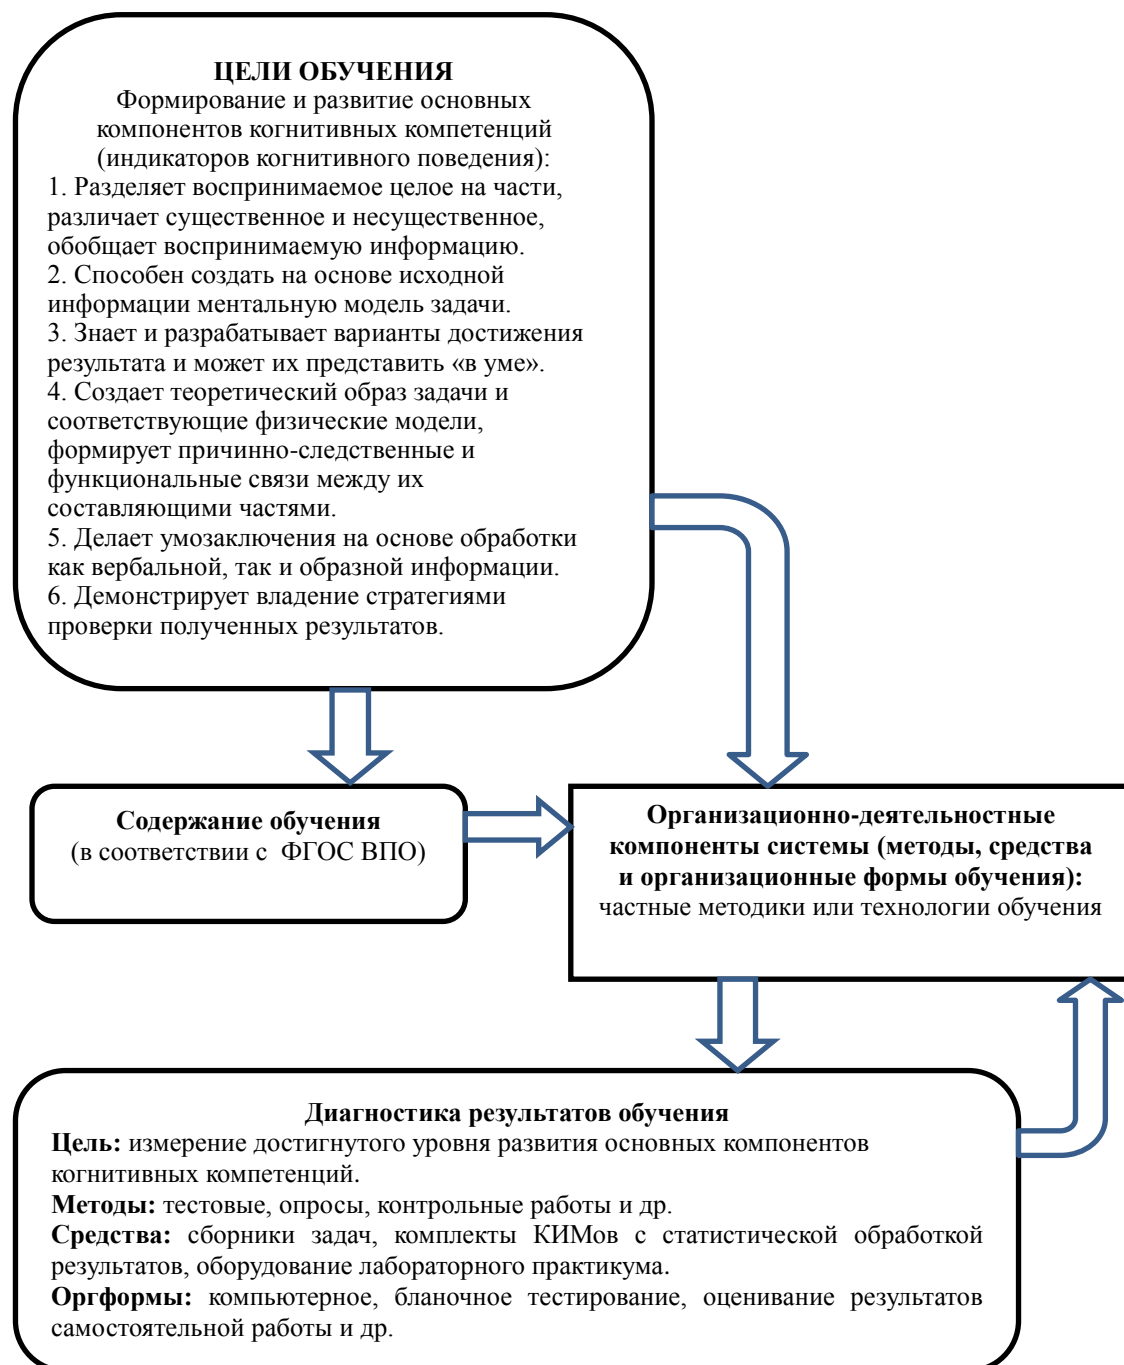 ЦЕЛИ ОБУЧЕНИЯ
Формирование и развитие основных
компонентов когнитивных компетенций
(индикаторов когнитивного поведения):
1. Разделяет воспринимаемое целое на части,
различает существенное и несущественное,
обобщает воспринимаемую информацию.
2. Способен создать на основе исходной
информации ментальную модель задачи.
3. Знает и разрабатывает варианты достижения
результата и может их представить «в уме».
4. Создает теоретический образ задачи и
соответствующие физические модели,
формирует причинно-следственные и
функциональные связи между их
составляющими частями.
5. Делает умозаключения на основе обработки
как вербальной, так и образной информации.
6. Демонстрирует владение стратегиями
проверки полученных результатов.
Содержание обучения
(в соответствии с ФГОС ВПО)
Организационно-деятельностные
компоненты системы (методы, средства
и организационные формы обучения):
частные методики или технологии обучения
Диагностика результатов обучения
Цель: измерение достигнутого уровня развития основных компонентов
когнитивных компетенций.
Методы: тестовые, опросы, контрольные работы и др.
Средства: сборники задач, комплекты КИМов с статистической обработкой
результатов, оборудование лабораторного практикума.
Оргформы: компьютерное, бланочное тестирование, оценивание результатов
самостоятельной работы и др.